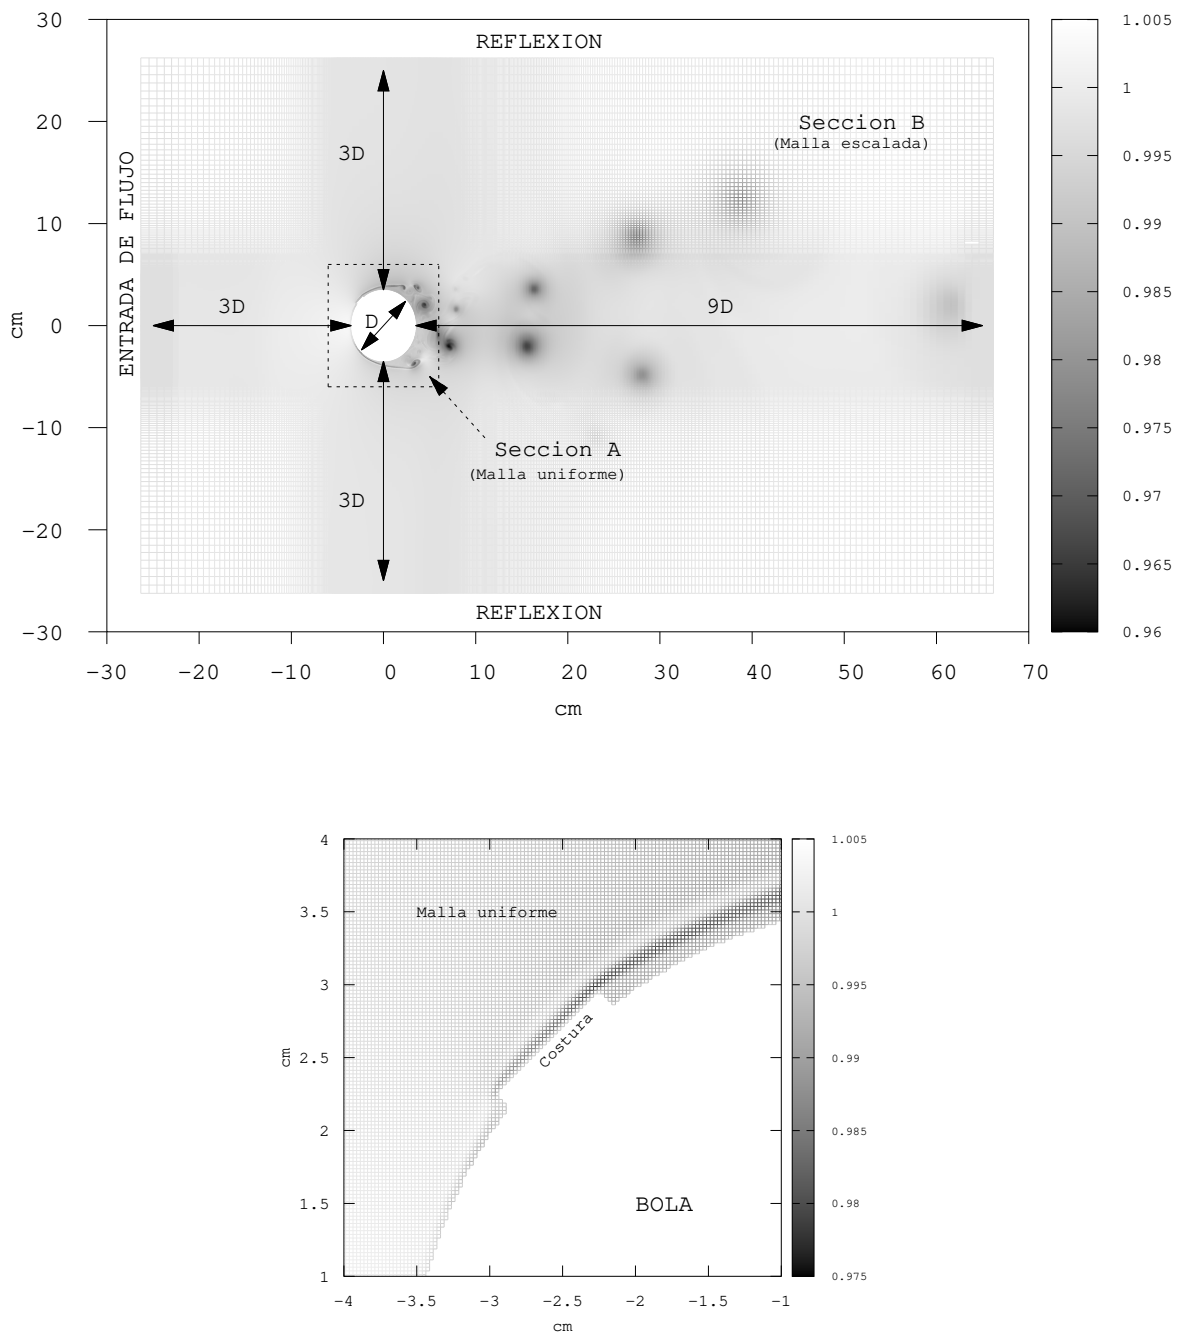 30
20
10
0
−10
−20
−30
cm
ENTRADA DE FLUJO
REFLEXION
Seccion B
(Malla escalada)
3D
3D
D
9D
Seccion A
(Malla uniforme)
3D
REFLEXION
−30 −20 −10 0 10 20 30 40 50 60 70
cm
1.005
1
0.995
0.99
0.985
0.98
0.975
0.97
0.965
0.96
4
3.5
3
2.5
2
1.5
1
cm
Malla uniforme
Costura
BOLA
−4 −3.5 −3 −2.5 −2 −1.5 −1
cm
1.005
1
0.995
0.99
0.985
0.98
0.975